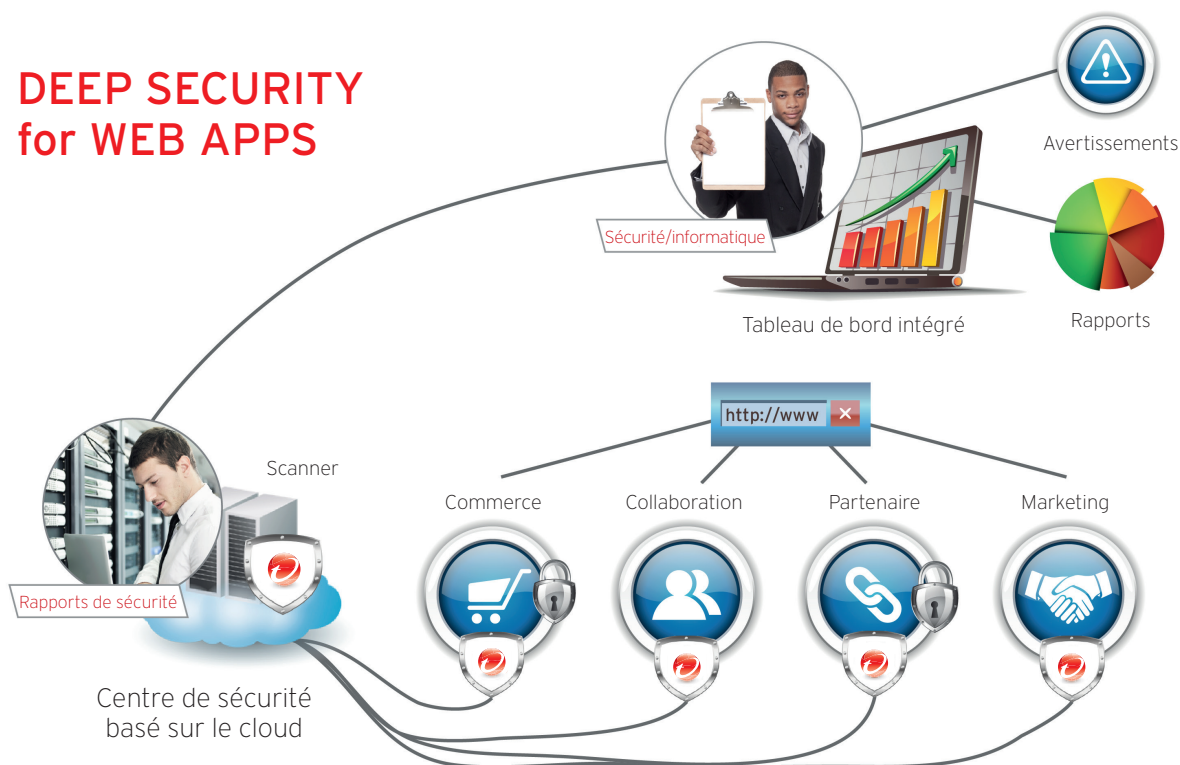 DEEP SECURITY
for WEB APPS
Avertissements
Sécurité/informatique
Tableau de bord intégré
Rapports
http://www
Scanner
Commerce
Collaboration
Partenaire
Marketing
Rapports de sécurité
Centre de sécurité
basé sur le cloud